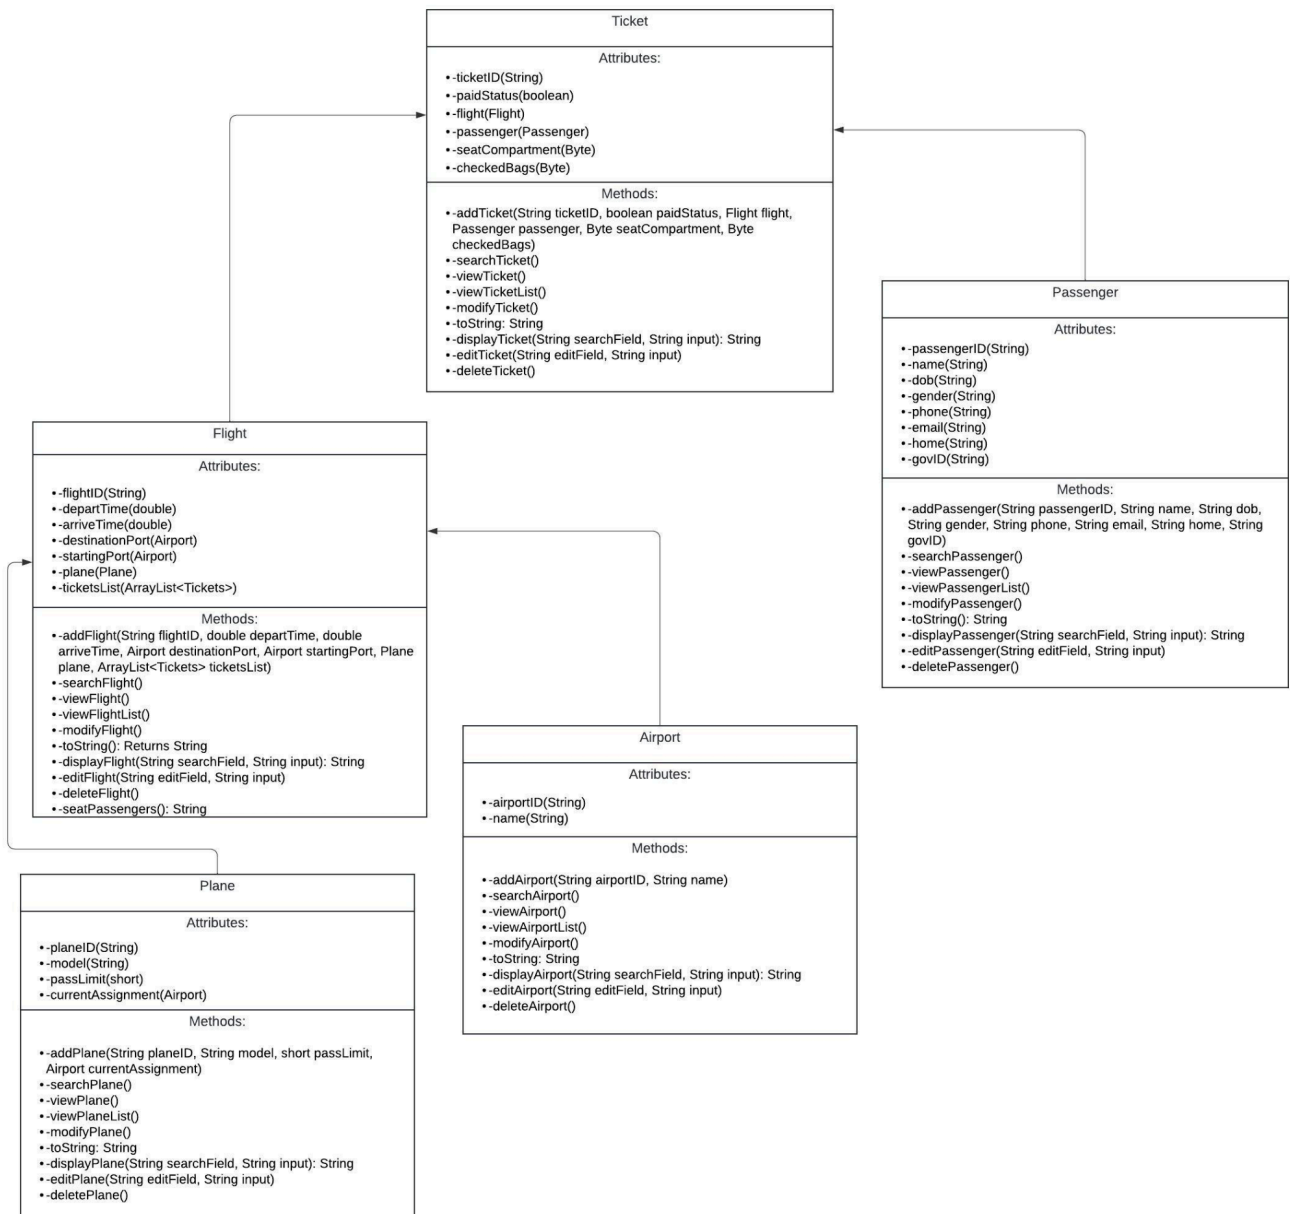 Ticket
Attributes:
•-ticketID(String)
•-paidStatus(boolean)
•-flight(Flight)
•-passenger(Passenger)
•-seatCompartment(Byte)
•-checkedBags(Byte)
Methods:
•-addTicket(String ticketID, boolean paidStatus, Flight flight,
Passenger passenger, Byte seatCompartment, Byte
checkedBags)
•-searchTicket()
•-viewTicket()
•-viewTicketList()
•-modifyTicket()
•-toString: String
•-displayTicket(String searchField, String input): String
•-editTicket(String editField, String input)
•-deleteTicket()
Passenger
Attributes:
•-passengerID(String)
•-name(String)
•-dob(String)
•-gender(String)
•-phone(String)
•-email(String)
•-home(String)
•-govID(String)
Methods:
•-addPassenger(String passengerID, String name, String dob,
String gender, String phone, String email, String home, String
govID)
•-searchPassenger()
•-viewPassenger()
•-viewPassengerList()
•-modifyPassenger()
•-toString(): String
•-displayPassenger(String searchField, String input): String
•-editPassenger(String editField, String input)
•-deletePassenger()
Flight
Attributes:
•-flightID(String)
•-departTime(double)
•-arriveTime(double)
•-destinationPort(Airport)
•-startingPort(Airport)
•-plane(Plane)
•-ticketsList(ArrayList<Tickets>)
Methods:
•-addFlight(String flightID, double departTime, double
arriveTime, Airport destinationPort, Airport startingPort, Plane
plane, ArrayList<Tickets> ticketsList)
•-searchFlight()
•-viewFlight()
•-viewFlightList()
•-modifyFlight()
•-toString(): Returns String
•-displayFlight(String searchField, String input): String
•-editFlight(String editField, String input)
•-deleteFlight()
•-seatPassengers(): String
Airport
Attributes:
•-airportID(String)
•-name(String)
Methods:
•-addAirport(String airportID, String name)
•-searchAirport()
•-viewAirport()
•-viewAirportList()
•-modifyAirport()
•-toString: String
•-displayAirport(String searchField, String input): String
•-editAirport(String editField, String input)
•-deleteAirport()
Plane
Attributes:
•-planeID(String)
•-model(String)
•-passLimit(short)
•-currentAssignment(Airport)
Methods:
•-addPlane(String planeID, String model, short passLimit,
Airport currentAssignment)
•-searchPlane()
•-viewPlane()
•-viewPlaneList()
•-modifyPlane()
•-toString: String
•-displayPlane(String searchField, String input): String
•-editPlane(String editField, String input)
•-deletePlane()